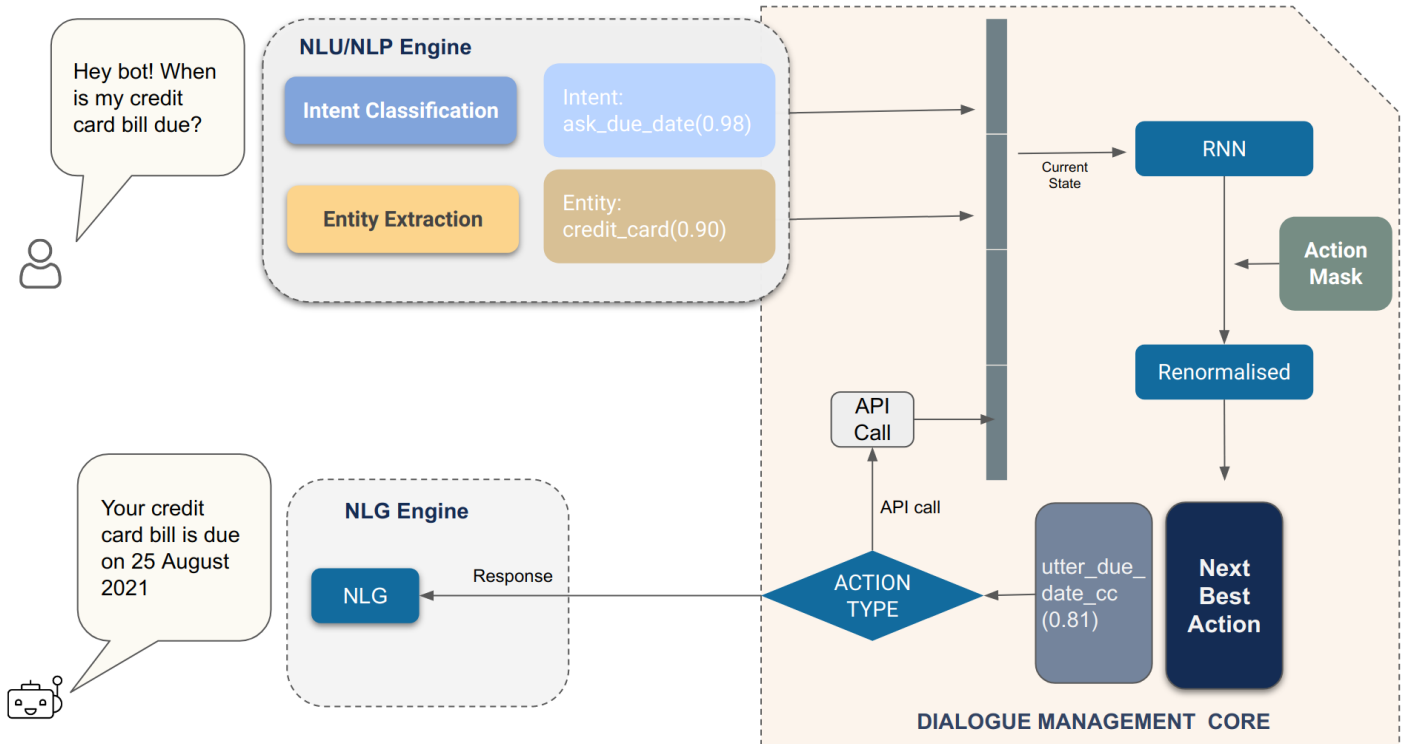 Hey bot! When
is my credit
card bill due?
NLU/NLP Engine
Intent Classification
Intent:
ask_due_date(0.98)
Entity Extraction
Entity:
credit_card(0.90)
Current
State
RNN
Action
Mask
Renormalised
API
Call
API call
Your credit
card bill is due
on 25 August
2021
NLG Engine
NLG
Response
ACTION
TYPE
utter_due_
date_cc
(0.81)
Next
Best
Action
DIALOGUE MANAGEMENT CORE